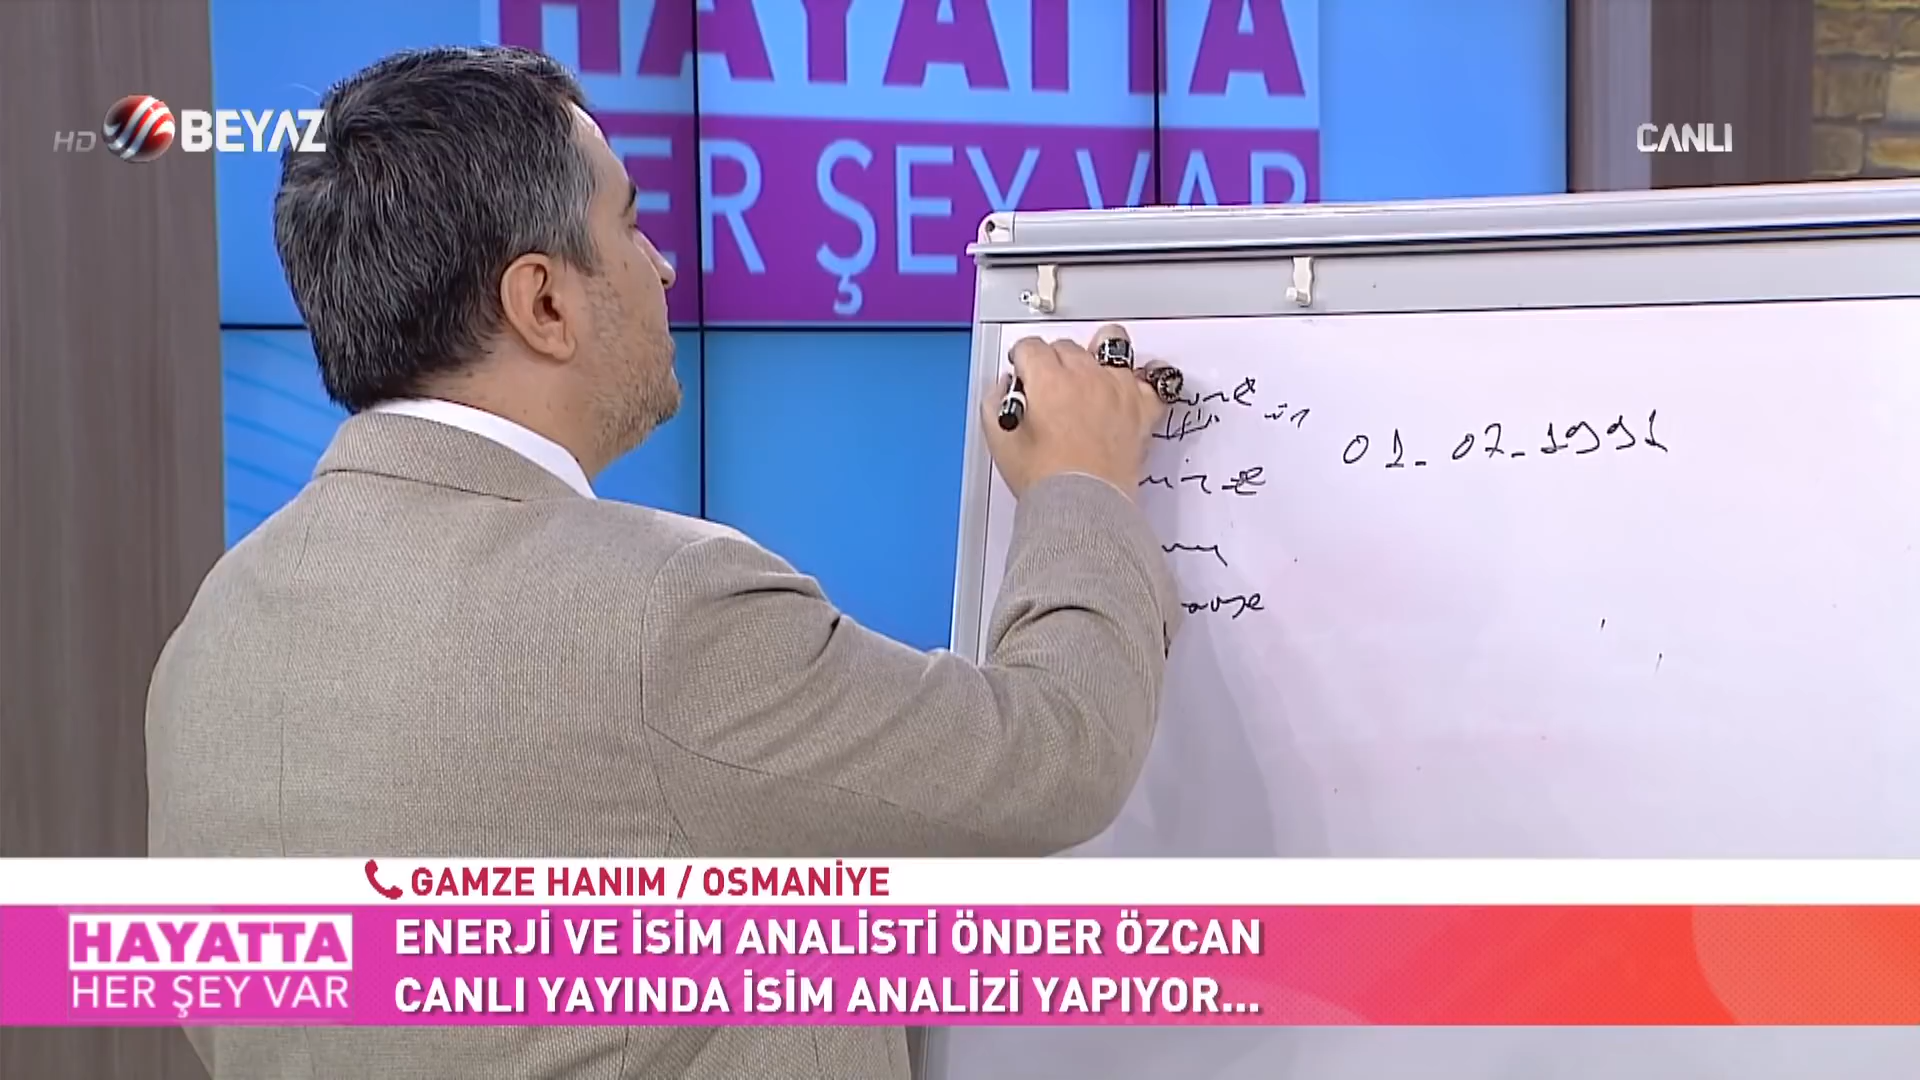 HAYATTA
HER ŞEY VAR
HD BEYAZ
CANLI
01-07-1991
GAMZE HANIM / OSMANİYE
HAYATTA
HER ŞEY VAR
ENERJİ VE İSİM ANALİSTİ ÖNDER ÖZCAN
CANLI YAYINDA İSİM ANALİZİ YAPIYOR...